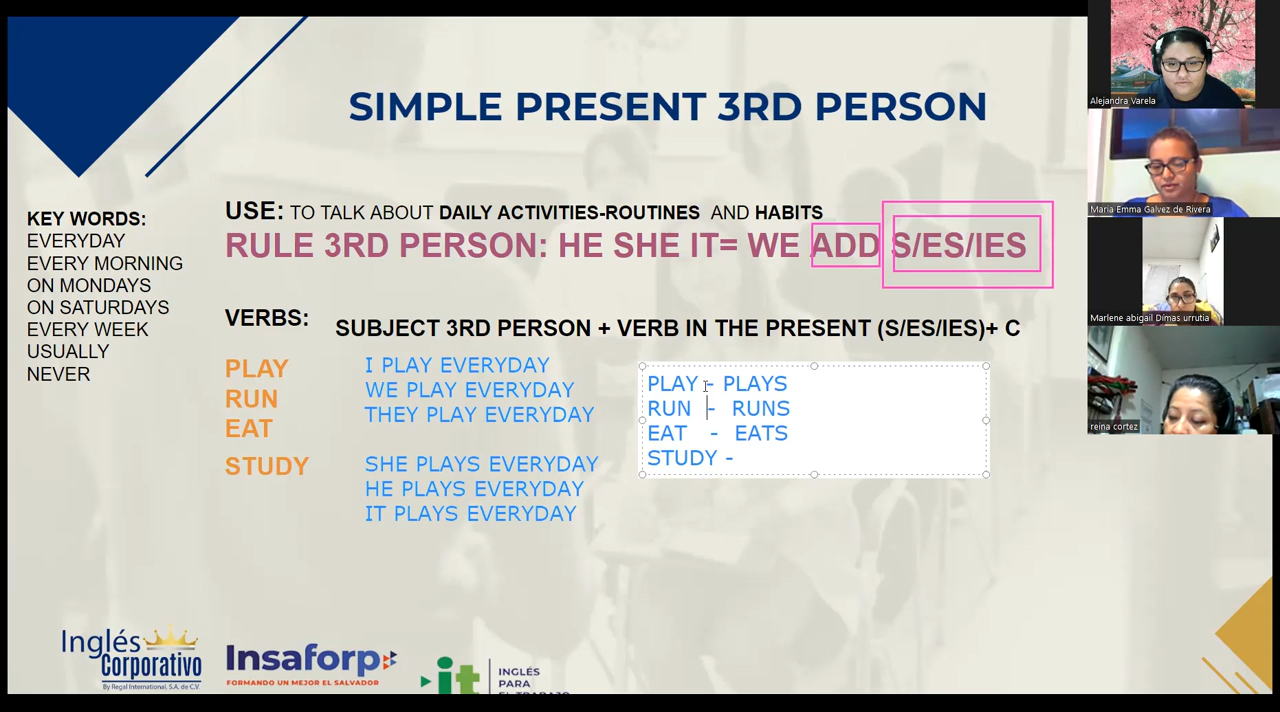 SIMPLE PRESENT 3RD PERSON
KEY WORDS:
EVERYDAY
EVERY MORNING
ON MONDAYS
ON SATURDAYS
EVERY WEEK
USUALLY
NEVER
USE: TO TALK ABOUT DAILY ACTIVITIES-ROUTINES AND HABITS
RULE 3RD PERSON: HE SHE IT= WE ADD S/ES/IES
VERBS:
SUBJECT 3RD PERSON + VERB IN THE PRESENT (S/ES/IES)+ C
PLAY
RUN
EAT
STUDY
I PLAY EVERYDAY
WE PLAY EVERYDAY
THEY PLAY EVERYDAY
SHE PLAYS EVERYDAY
HE PLAYS EVERYDAY
IT PLAYS EVERYDAY
PLAY - PLAYS
RUN - RUNS
EAT - EATS
STUDY -
Inglés
Corporativo
By Regal International, S.A. de C.V.
Insaforp
FORMANDO UN MEJOR EL SALVADOR
it
INGLÉS
PARA
EL TRABAJO
Alejandra Varela
Maria Emma Galvez de Rivera
Marlene abigail Dimas urrutia
reina cortez